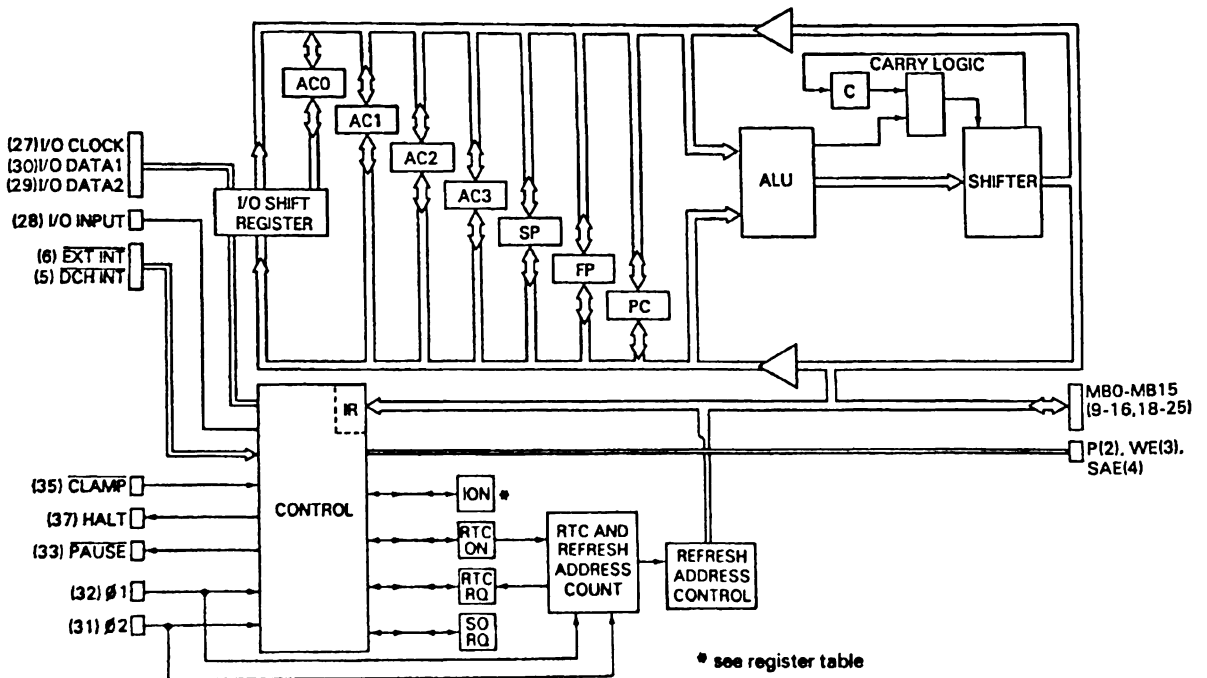 CARRY LOGIC
C
AC0
AC1
AC2
AC3
SP
FP
PC
ALU
SHIFTER
(27) I/O CLOCK
(30) I/O DATA1
(29) I/O DATA2
I/O SHIFT
REGISTER
(28) I/O INPUT
(6) EXT INT
(5) DCH INT
IR
MB0-MB15
(9-16,18-25)
P(2), WE(3),
SAE(4)
(35) CLAMP
(37) HALT
(33) PAUSE
(32) Ø1
(31) Ø2
CONTROL
ION *
RTC
ON
RTC
RQ
SO
RQ
RTC AND
REFRESH
ADDRESS
COUNT
REFRESH
ADDRESS
CONTROL
* see register table